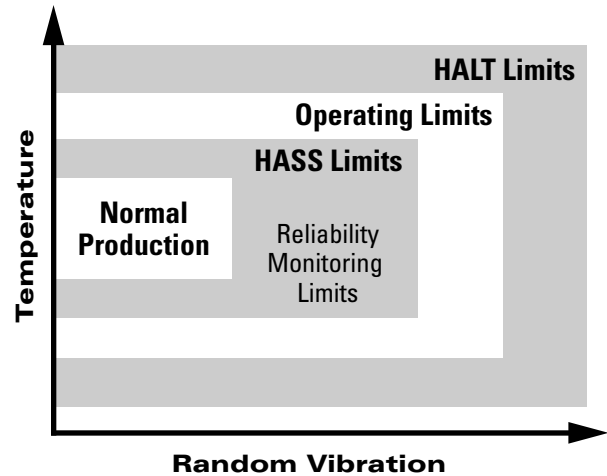 HALT Limits
Operating Limits
HASS Limits
Normal
Production
Reliability
Monitoring
Limits
Temperature
Random Vibration